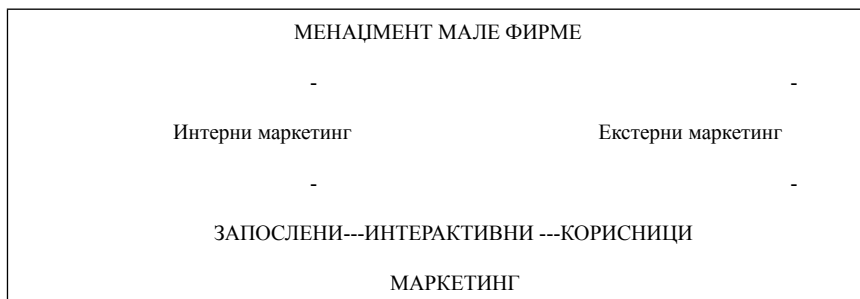 МЕНАЏМЕНТ МАЛЕ ФИРМЕ
- -
Интерни маркетинг Екстерни маркетинг
- -
ЗАПОСЛЕНИ---ИНТЕРАКТИВНИ ---КОРИСНИЦИ
МАРКЕТИНГ